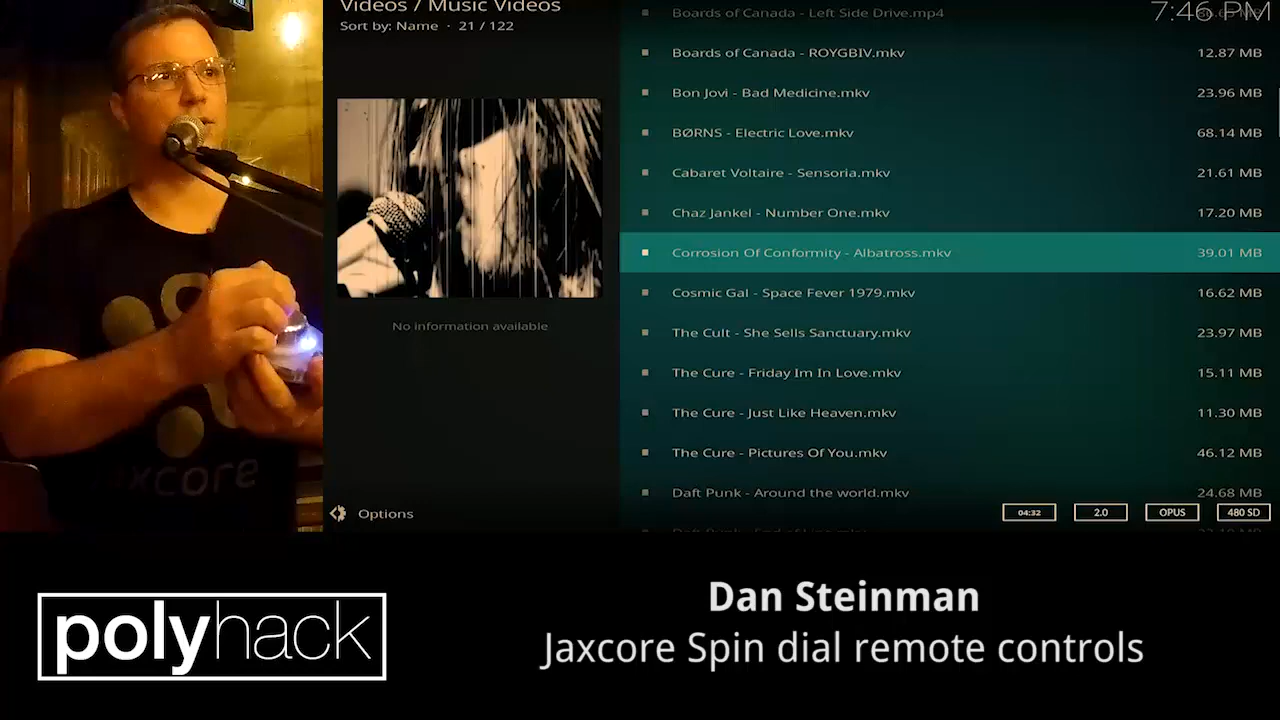 Videos / Music Videos
Sort by: Name · 21 / 122
7:46 PM
Boards of Canada - Left Side Drive.mp4
Boards of Canada - ROYGBIV.mkv 12.87 MB
Bon Jovi - Bad Medicine.mkv 23.96 MB
BØRNS - Electric Love.mkv 68.14 MB
Cabaret Voltaire - Sensoria.mkv 21.61 MB
Chaz Jankel - Number One.mkv 17.20 MB
Corrosion Of Conformity - Albatross.mkv 39.01 MB
Cosmic Gal - Space Fever 1979.mkv 16.62 MB
The Cult - She Sells Sanctuary.mkv 23.97 MB
The Cure - Friday Im In Love.mkv 15.11 MB
The Cure - Just Like Heaven.mkv 11.30 MB
The Cure - Pictures Of You.mkv 46.12 MB
Daft Punk - Around the world.mkv 24.68 MB
No information available
Options
04:32
2.0
OPUS
480 SD
jaxcore
polyhack
Dan Steinman
Jaxcore Spin dial remote controls